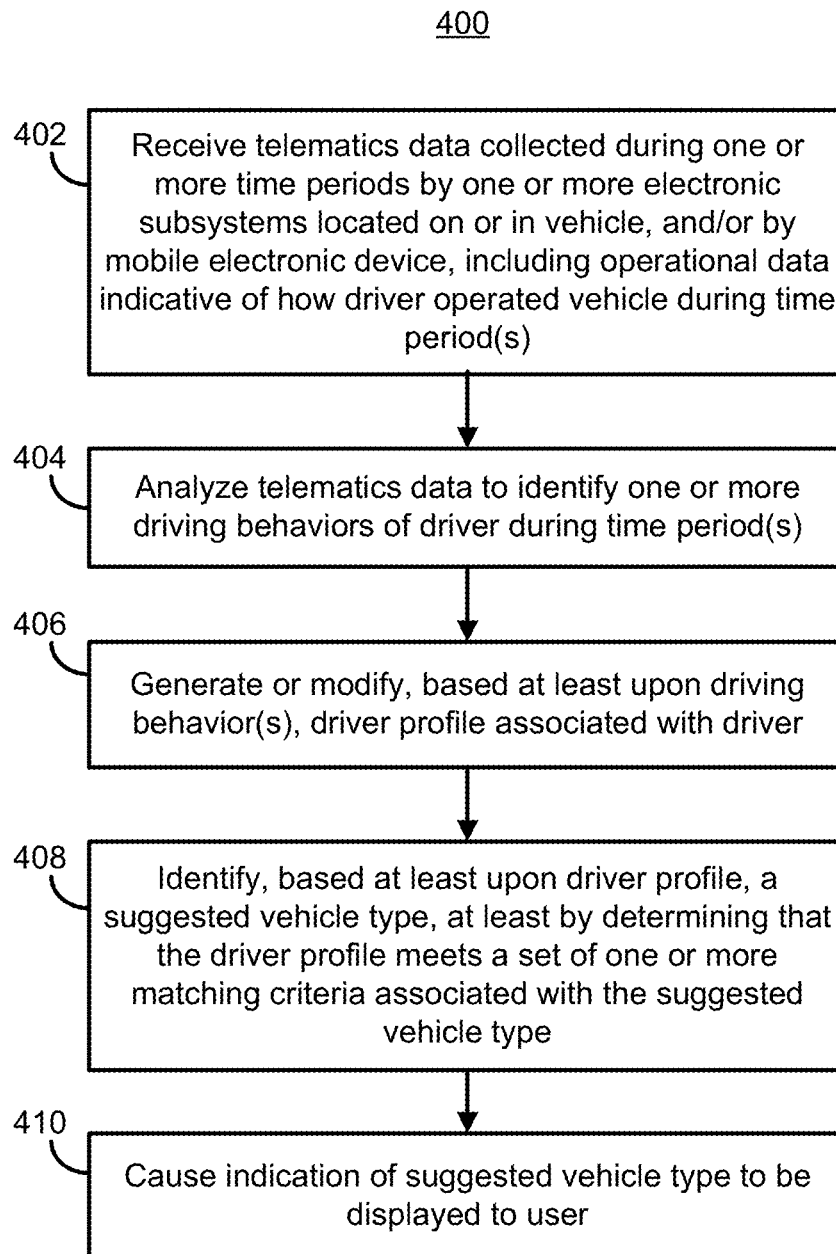 400
402
Receive telematics data collected during one or
more time periods by one or more electronic
subsystems located on or in vehicle, and/or by
mobile electronic device, including operational data
indicative of how driver operated vehicle during time
period(s)
404
Analyze telematics data to identify one or more
driving behaviors of driver during time period(s)
406
Generate or modify, based at least upon driving
behavior(s), driver profile associated with driver
408
Identify, based at least upon driver profile, a
suggested vehicle type, at least by determining that
the driver profile meets a set of one or more
matching criteria associated with the suggested
vehicle type
410
Cause indication of suggested vehicle type to be
displayed to user